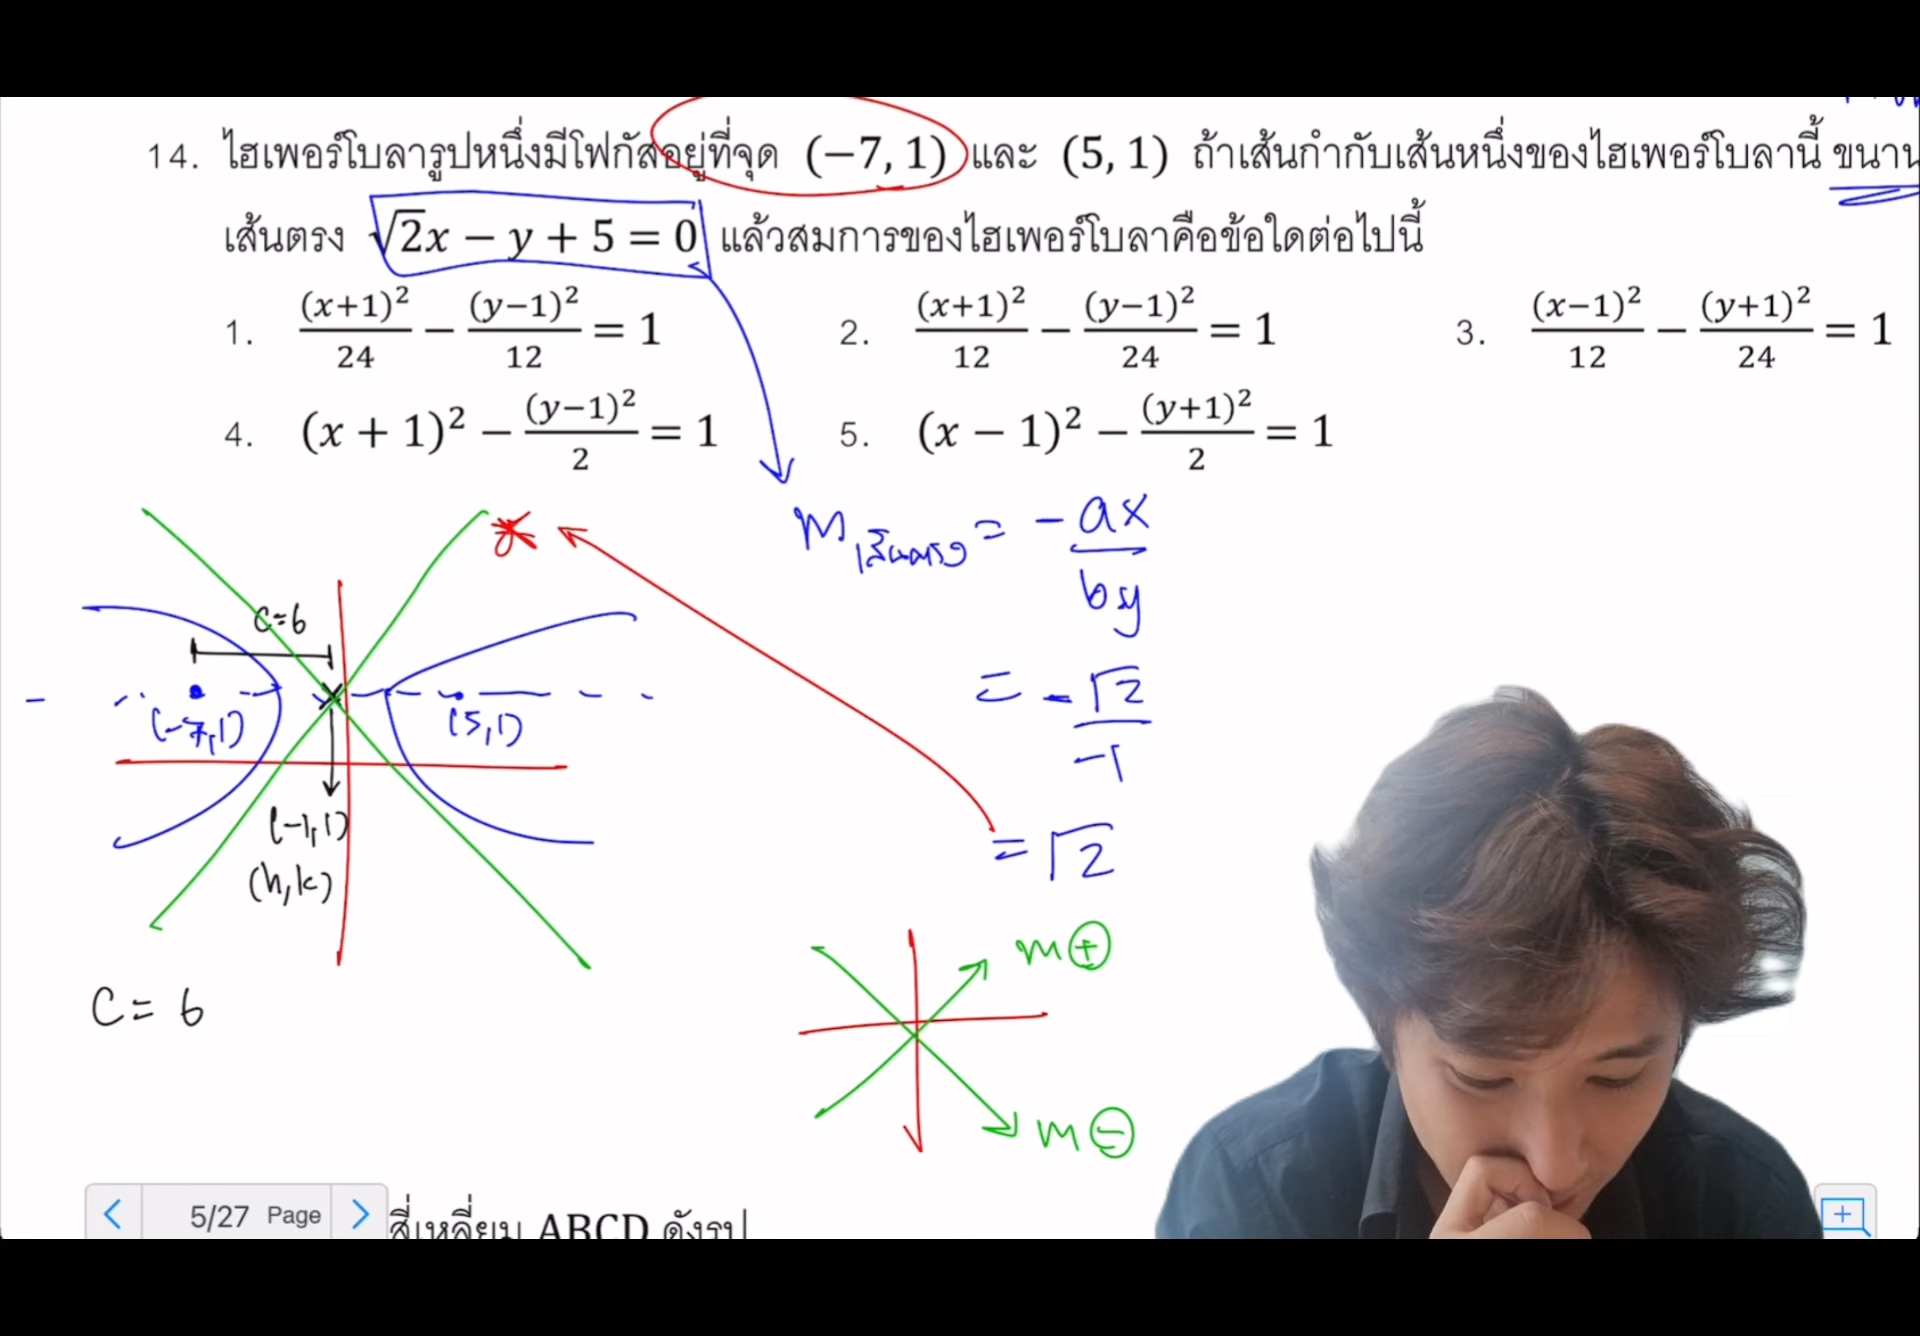 14. ไฮเพอร์โบลารูปหนึ่งมีโฟกัสอยู่ที่จุด (−7, 1) และ (5, 1) ถ้าเส้นกำกับเส้นหนึ่งของไฮเพอร์โบลานี้ ขนาน
เส้นตรง √2x − y + 5 = 0 แล้วสมการของไฮเพอร์โบลาคือข้อใดต่อไปนี้
1. (x+1)²/24 − (y−1)²/12 = 1 2. (x+1)²/12 − (y−1)²/24 = 1 3. (x−1)²/12 − (y+1)²/24 = 1
4. (x + 1)² − (y−1)²/2 = 1 5. (x − 1)² − (y+1)²/2 = 1
m เส้นตรง = −ax/by
= −√2/−1
= √2
c=6
(−7,1) (5,1)
(−1,1)
(h,k)
c = 6
m ⊕
m ⊖
5/27 Page
สี่เหลี่ยม ABCD ดังรูป